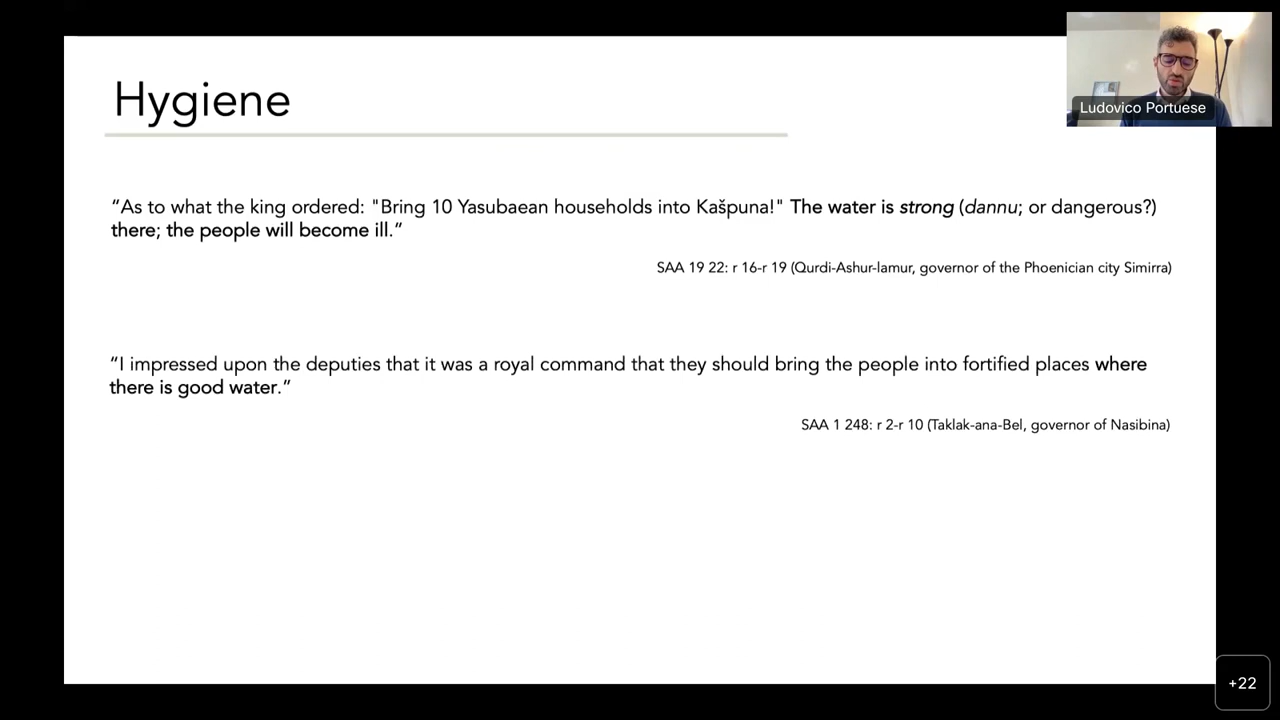 Hygiene
Ludovico Portuese
“As to what the king ordered: "Bring 10 Yasubaean households into Kašpuna!" The water is strong (dannu; or dangerous?)
there; the people will become ill.”
SAA 19 22: r 16-r 19 (Qurdi-Ashur-lamur, governor of the Phoenician city Simirra)
“I impressed upon the deputies that it was a royal command that they should bring the people into fortified places where
there is good water.”
SAA 1 248: r 2-r 10 (Taklak-ana-Bel, governor of Nasibina)
+22